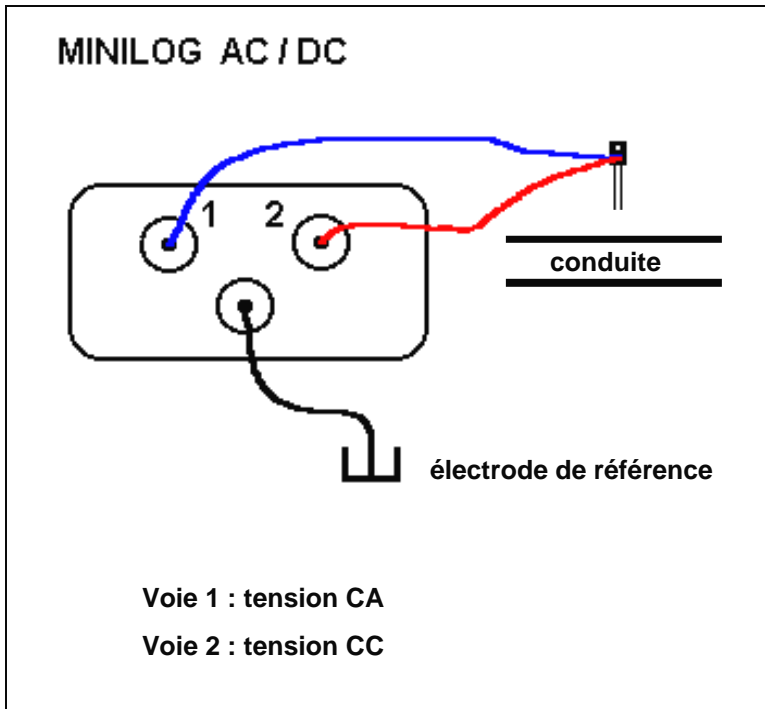 MINILOG AC / DC
1 2
conduite
électrode de référence
Voie 1 : tension CA
Voie 2 : tension CC